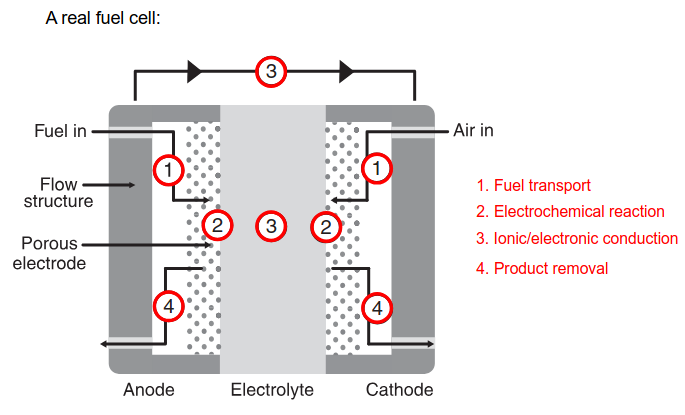 A real fuel cell:
3
Fuel in
Air in
1
1
Flow
structure
1. Fuel transport
2. Electrochemical reaction
2
3
2
3. Ionic/electronic conduction
Porous
electrode
4. Product removal
4
4
Anode
Electrolyte
Cathode